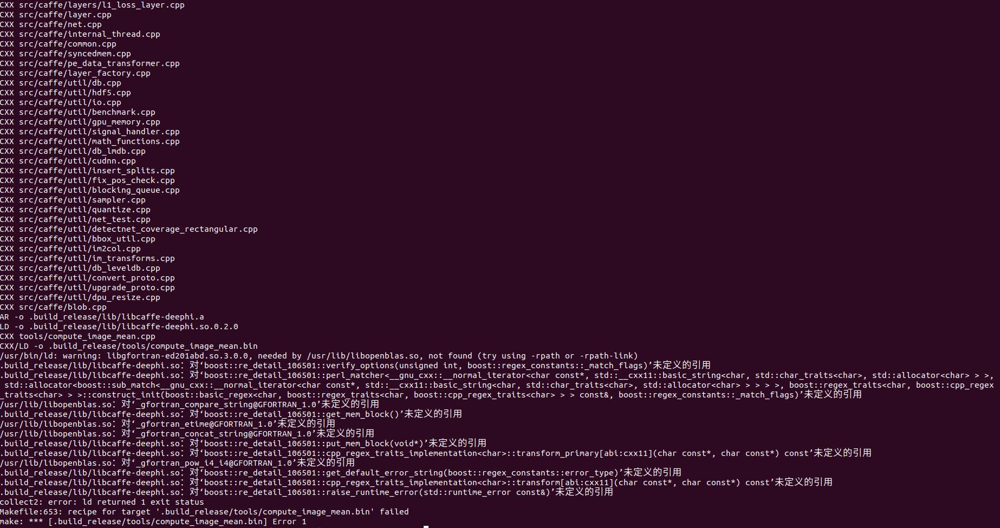 CXX src/caffe/layers/l1_loss_layer.cpp
CXX src/caffe/layer.cpp
CXX src/caffe/net.cpp
CXX src/caffe/internal_thread.cpp
CXX src/caffe/common.cpp
CXX src/caffe/syncedmem.cpp
CXX src/caffe/pe_data_transformer.cpp
CXX src/caffe/layer_factory.cpp
CXX src/caffe/util/db.cpp
CXX src/caffe/util/hdf5.cpp
CXX src/caffe/util/io.cpp
CXX src/caffe/util/benchmark.cpp
CXX src/caffe/util/gpu_memory.cpp
CXX src/caffe/util/signal_handler.cpp
CXX src/caffe/util/math_functions.cpp
CXX src/caffe/util/db_lmdb.cpp
CXX src/caffe/util/cudnn.cpp
CXX src/caffe/util/insert_splits.cpp
CXX src/caffe/util/fix_pos_check.cpp
CXX src/caffe/util/blocking_queue.cpp
CXX src/caffe/util/sampler.cpp
CXX src/caffe/util/quantize.cpp
CXX src/caffe/util/net_test.cpp
CXX src/caffe/util/detectnet_coverage_rectangular.cpp
CXX src/caffe/util/bbox_util.cpp
CXX src/caffe/util/im2col.cpp
CXX src/caffe/util/im_transforms.cpp
CXX src/caffe/util/db_leveldb.cpp
CXX src/caffe/util/convert_proto.cpp
CXX src/caffe/util/upgrade_proto.cpp
CXX src/caffe/util/dpu_resize.cpp
CXX src/caffe/blob.cpp
AR -o .build_release/lib/libcaffe-deephi.a
LD -o .build_release/lib/libcaffe-deephi.so.0.2.0
CXX tools/compute_image_mean.cpp
CXX/LD -o .build_release/tools/compute_image_mean.bin
/usr/bin/ld: warning: libgfortran-ed201abd.so.3.0.0, needed by /usr/lib/libopenblas.so, not found (try using -rpath or -rpath-link)
.build_release/lib/libcaffe-deephi.so：对‘boost::re_detail_106501::verify_options(unsigned int, boost::regex_constants::_match_flags)’未定义的引用
.build_release/lib/libcaffe-deephi.so：对‘boost::re_detail_106501::perl_matcher<__gnu_cxx::__normal_iterator<char const*, std::__cxx11::basic_string<char, std::char_traits<char>, std::allocator<char> > >,
 std::allocator<boost::sub_match<__gnu_cxx::__normal_iterator<char const*, std::__cxx11::basic_string<char, std::char_traits<char>, std::allocator<char> > > > >, boost::regex_traits<char, boost::cpp_regex
_traits<char> > >::construct_init(boost::basic_regex<char, boost::regex_traits<char, boost::cpp_regex_traits<char> > > const&, boost::regex_constants::_match_flags)’未定义的引用
/usr/lib/libopenblas.so：对‘_gfortran_compare_string@GFORTRAN_1.0’未定义的引用
.build_release/lib/libcaffe-deephi.so：对‘boost::re_detail_106501::get_mem_block()’未定义的引用
/usr/lib/libopenblas.so：对‘_gfortran_etime@GFORTRAN_1.0’未定义的引用
/usr/lib/libopenblas.so：对‘_gfortran_concat_string@GFORTRAN_1.0’未定义的引用
.build_release/lib/libcaffe-deephi.so：对‘boost::re_detail_106501::put_mem_block(void*)’未定义的引用
.build_release/lib/libcaffe-deephi.so：对‘boost::re_detail_106501::cpp_regex_traits_implementation<char>::transform_primary[abi:cxx11](char const*, char const*) const’未定义的引用
/usr/lib/libopenblas.so：对‘_gfortran_pow_i4_i4@GFORTRAN_1.0’未定义的引用
.build_release/lib/libcaffe-deephi.so：对‘boost::re_detail_106501::get_default_error_string(boost::regex_constants::error_type)’未定义的引用
.build_release/lib/libcaffe-deephi.so：对‘boost::re_detail_106501::cpp_regex_traits_implementation<char>::transform[abi:cxx11](char const*, char const*) const’未定义的引用
.build_release/lib/libcaffe-deephi.so：对‘boost::re_detail_106501::raise_runtime_error(std::runtime_error const&)’未定义的引用
collect2: error: ld returned 1 exit status
Makefile:653: recipe for target '.build_release/tools/compute_image_mean.bin' failed
make: *** [.build_release/tools/compute_image_mean.bin] Error 1